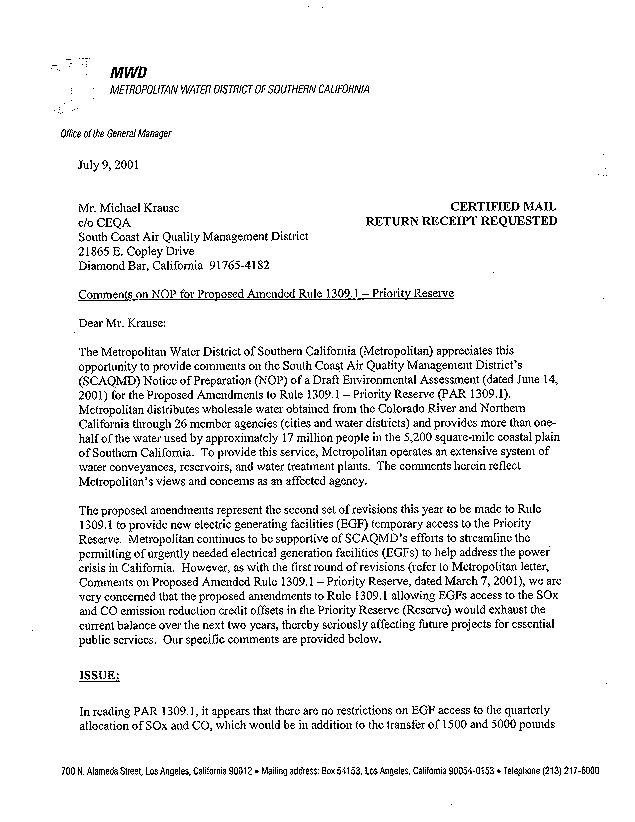 MWD
METROPOLITAN WATER DISTRICT OF SOUTHERN CALIFORNIA
Office of the General Manager
July 9, 2001
Mr. Michael Krause
c/o CEQA
South Coast Air Quality Management District
21865 E. Copley Drive
Diamond Bar, California 91765-4182
CERTIFIED MAIL
RETURN RECEIPT REQUESTED
Comments on NOP for Proposed Amended Rule 1309.1 – Priority Reserve
Dear Mr. Krause:
The Metropolitan Water District of Southern California (Metropolitan) appreciates this
opportunity to provide comments on the South Coast Air Quality Management District's
(SCAQMD) Notice of Preparation (NOP) of a Draft Environmental Assessment (dated June 14,
2001) for the Proposed Amendments to Rule 1309.1 – Priority Reserve (PAR 1309.1).
Metropolitan distributes wholesale water obtained from the Colorado River and Northern
California through 26 member agencies (cities and water districts) and provides more than one-
half of the water used by approximately 17 million people in the 5,200 square-mile coastal plain
of Southern California. To provide this service, Metropolitan operates an extensive system of
water conveyances, reservoirs, and water treatment plants. The comments herein reflect
Metropolitan's views and concerns as an affected agency.
The proposed amendments represent the second set of revisions this year to be made to Rule
1309.1 to provide new electric generating facilities (EGF) temporary access to the Priority
Reserve. Metropolitan continues to be supportive of SCAQMD's efforts to streamline the
permitting of urgently needed electrical generation facilities (EGFs) to help address the power
crisis in California. However, as with the first round of revisions (refer to Metropolitan letter,
Comments on Proposed Amended Rule 1309.1 – Priority Reserve, dated March 7, 2001), we are
very concerned that the proposed amendments to Rule 1309.1 allowing EGFs access to the SOx
and CO emission reduction credit offsets in the Priority Reserve (Reserve) would exhaust the
current balance over the next two years, thereby seriously affecting future projects for essential
public services. Our specific comments are provided below.
ISSUE:
In reading PAR 1309.1, it appears that there are no restrictions on EGF access to the quarterly
allocation of SOx and CO, which would be in addition to the transfer of 1500 and 5000 pounds
700 N. Alameda Street, Los Angeles, California 90012 • Mailing address: Box 54153, Los Angeles, California 90054-0153 • Telephone (213) 217-6000